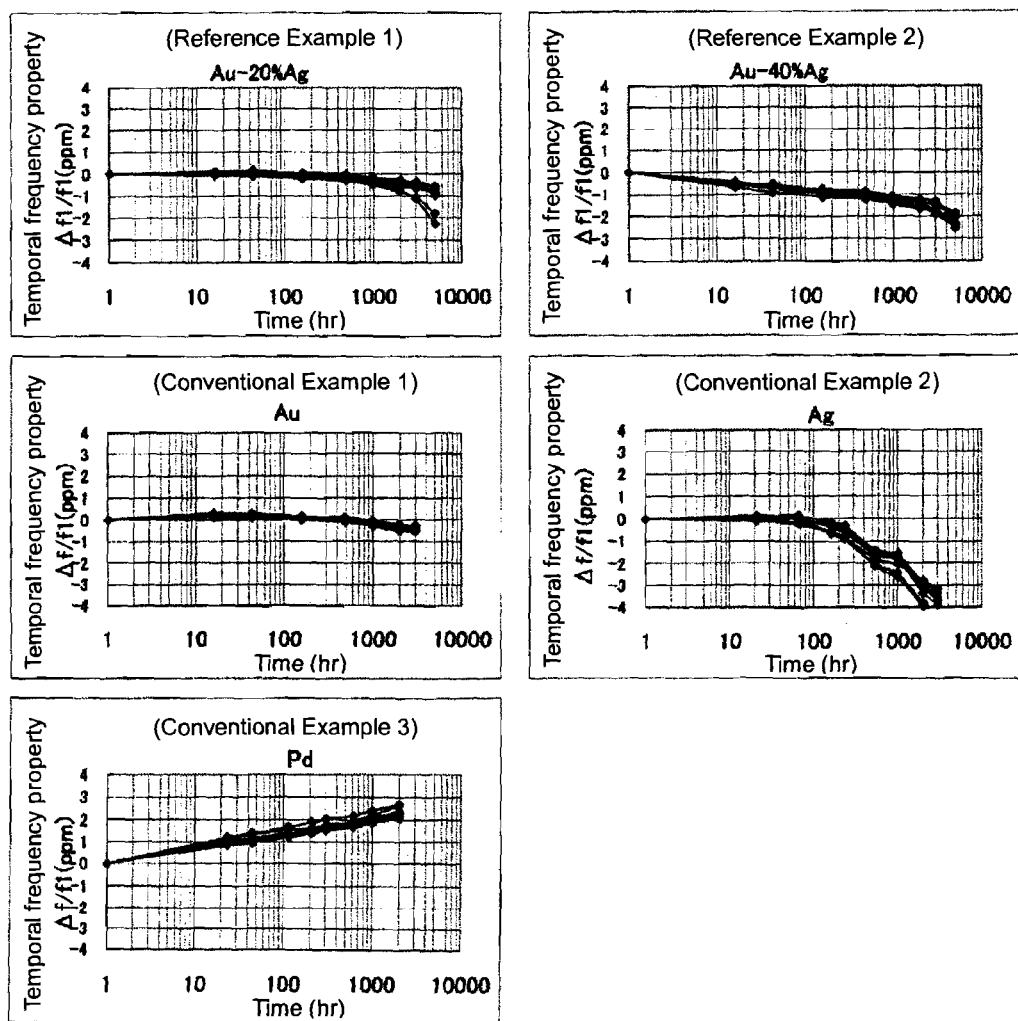 (Reference Example 1)
Au-20%Ag
Temporal frequency property
Δf1/f1(ppm)
4
3
2
1
0
-1
-2
-3
-4
1 10 100 1000 10000
Time (hr)
(Reference Example 2)
Au-40%Ag
Temporal frequency property
Δf1/f1(ppm)
4
3
2
1
0
-1
-2
-3
-4
1 10 100 1000 10000
Time (hr)
(Conventional Example 1)
Au
Temporal frequency property
Δf/f1(ppm)
4
3
2
1
0
-1
-2
-3
-4
1 10 100 1000 10000
Time (hr)
(Conventional Example 2)
Ag
Temporal frequency property
Δf/f1(ppm)
4
3
2
1
0
-1
-2
-3
-4
1 10 100 1000 10000
Time (hr)
(Conventional Example 3)
Pd
Temporal frequency property
Δf/f1(ppm)
4
3
2
1
0
-1
-2
-3
-4
1 10 100 1000 10000
Time (hr)